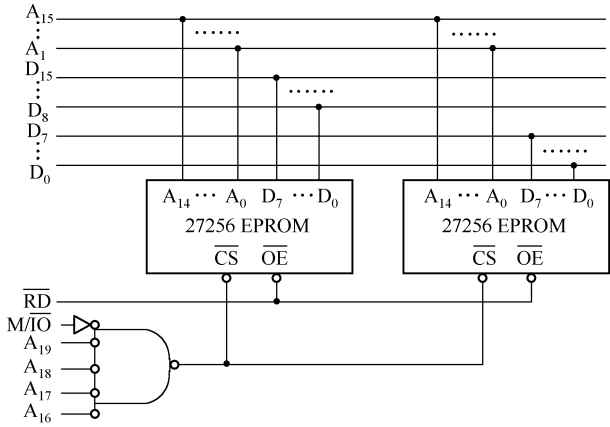 A15
A1
D15
D8
D7
D0
A14 ··· A0 D7 ··· D0
27256 EPROM
CS OE
A14 ··· A0 D7 ··· D0
27256 EPROM
CS OE
RD
M/IO
A19
A18
A17
A16